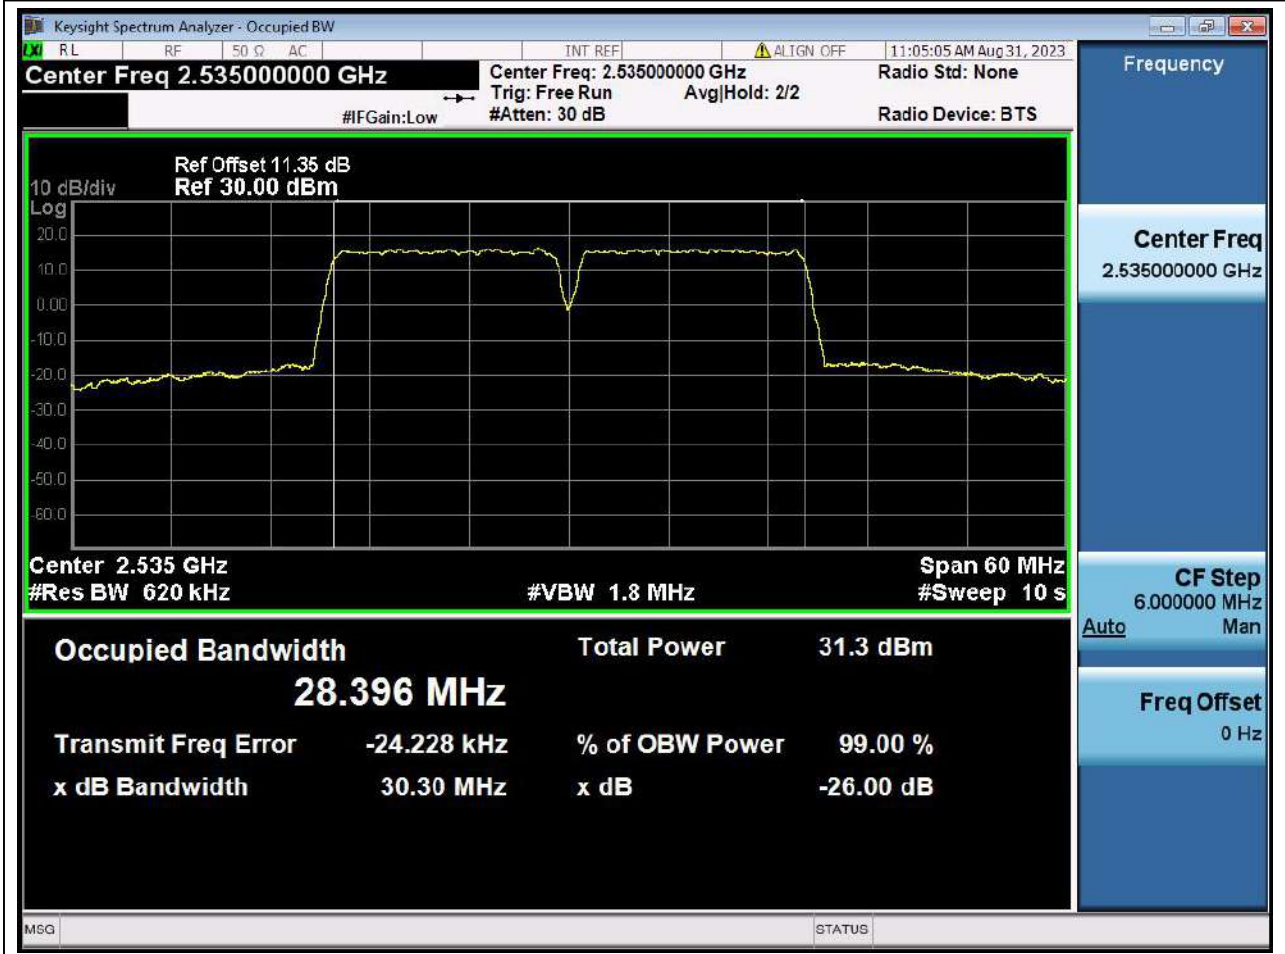 Keysight Spectrum Analyzer - Occupied BW
LXI RL RF 50 Ω AC INT REF ALIGN OFF 11:05:05 AM Aug 31, 2023
Center Freq 2.535000000 GHz
Center Freq: 2.535000000 GHz
Radio Std: None
Trig: Free Run Avg|Hold: 2/2
#IFGain:Low
#Atten: 30 dB
Radio Device: BTS
Ref Offset 11.35 dB
10 dB/div Ref 30.00 dBm
Log
20.0
10.0
0.00
-10.0
-20.0
-30.0
-40.0
-50.0
-60.0
Center 2.535 GHz Span 60 MHz
#Res BW 620 kHz #VBW 1.8 MHz #Sweep 10 s
Occupied Bandwidth Total Power 31.3 dBm
28.396 MHz
Transmit Freq Error -24.228 kHz % of OBW Power 99.00 %
x dB Bandwidth 30.30 MHz x dB -26.00 dB
MSG STATUS
Frequency
Center Freq
2.535000000 GHz
CF Step
6.000000 MHz
Auto Man
Freq Offset
0 Hz